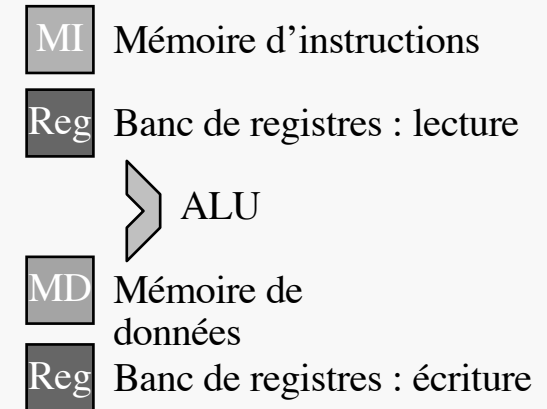 MI Mémoire d’instructions
Reg Banc de registres : lecture
ALU
MD Mémoire de
données
Reg Banc de registres : écriture